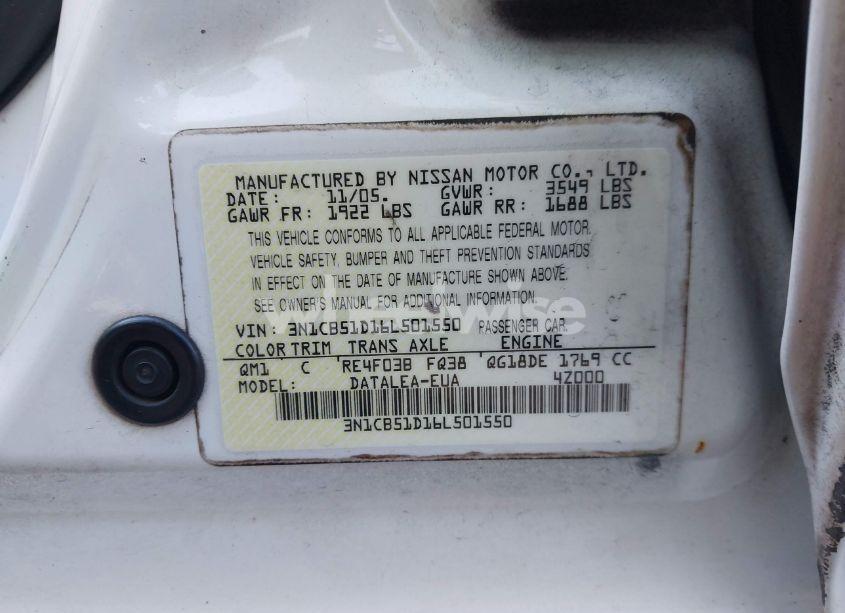 MANUFACTURED BY NISSAN MOTOR CO., LTD.
DATE: 11/05. GVWR: 3549 LBS
GAWR FR: 1922 LBS GAWR RR: 1688 LBS
THIS VEHICLE CONFORMS TO ALL APPLICABLE FEDERAL MOTOR
VEHICLE SAFETY, BUMPER AND THEFT PREVENTION STANDARDS
IN EFFECT ON THE DATE OF MANUFACTURE SHOWN ABOVE.
SEE OWNER'S MANUAL FOR ADDITIONAL INFORMATION.
VIN: 3N1CB51D16L501550 PASSENGER CAR
COLOR TRIM TRANS AXLE ENGINE
QM1 C RE4F03B FQ38 QG18DE 1769 CC
MODEL: DATALEA-EUA 4Z000
3N1CB51D16L501550